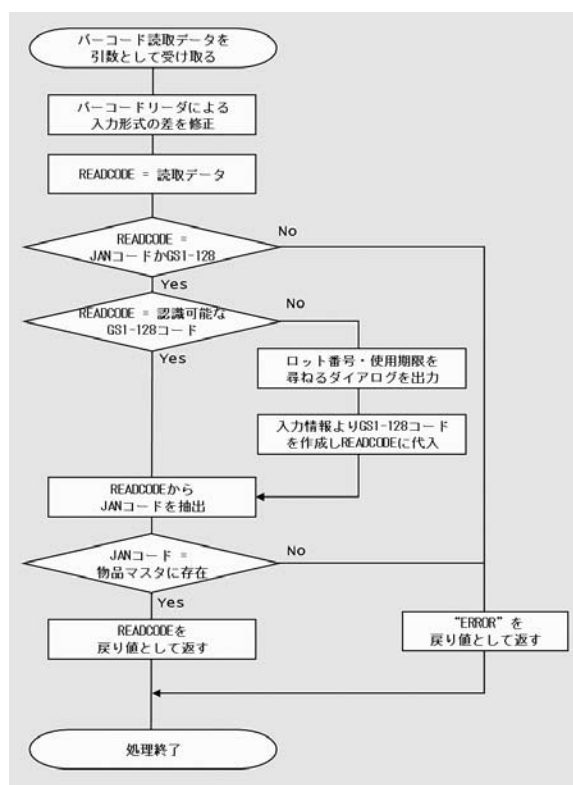 バーコード読取データを
引数として受け取る
バーコードリーダによる
入力形式の差を修正
READCODE = 読取データ
READCODE =
JANコードかGS1-128
No
Yes
READCODE = 認識可能な
GS1-128コード
No
Yes
ロット番号・使用期限を
尋ねるダイアログを出力
入力情報よりGS1-128コード
を作成しREADCODEに代入
READCODEから
JANコードを抽出
JANコード =
物品マスタに存在
No
Yes
READCODEを
戻り値として返す
“ERROR”を
戻り値として返す
処理終了